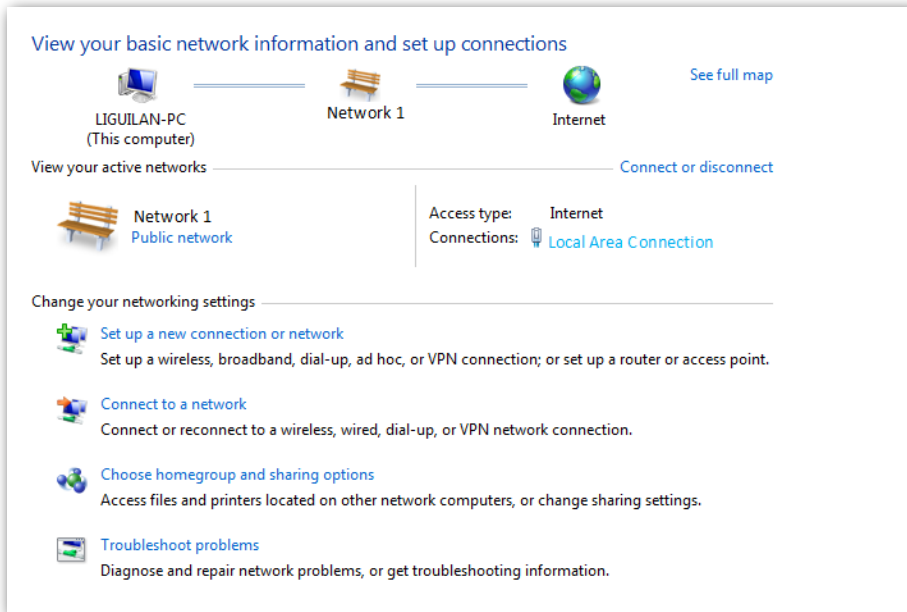 View your basic network information and set up connections
See full map
LIGUILAN-PC
(This computer)
Network 1
Internet
View your active networks
Connect or disconnect
Network 1
Public network
Access type: Internet
Connections: Local Area Connection
Change your networking settings
Set up a new connection or network
Set up a wireless, broadband, dial-up, ad hoc, or VPN connection; or set up a router or access point.
Connect to a network
Connect or reconnect to a wireless, wired, dial-up, or VPN network connection.
Choose homegroup and sharing options
Access files and printers located on other network computers, or change sharing settings.
Troubleshoot problems
Diagnose and repair network problems, or get troubleshooting information.